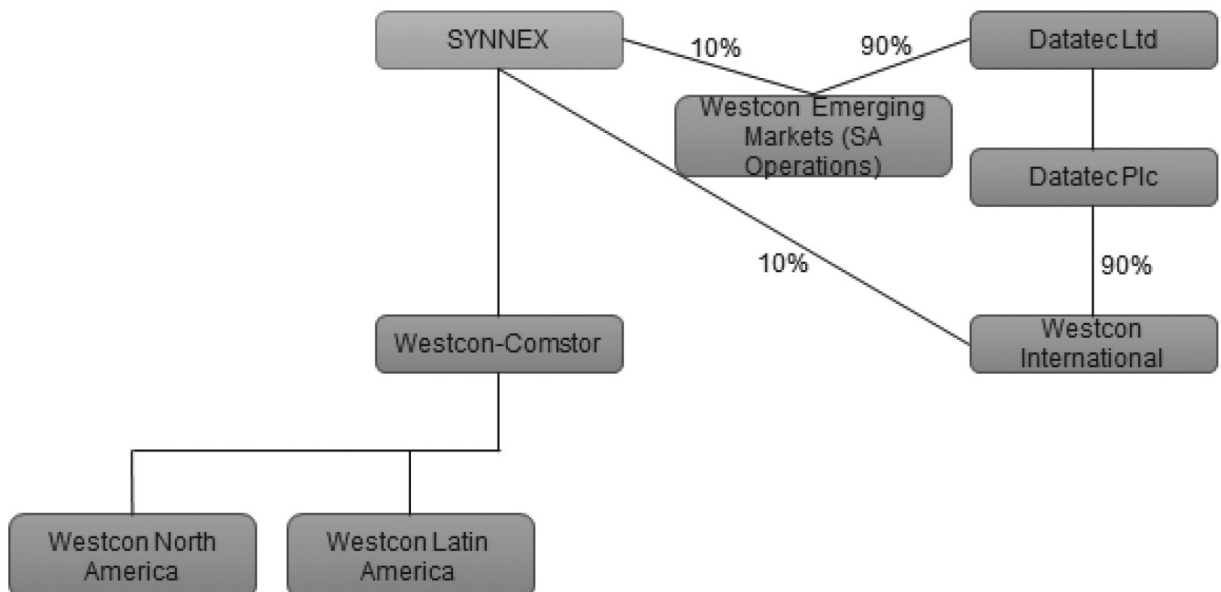 SYNNEX
10%
90%
Datatec Ltd
Westcon Emerging
Markets (SA
Operations)
Datatec Plc
10%
90%
Westcon-Comstor
Westcon
International
Westcon North
America
Westcon Latin
America